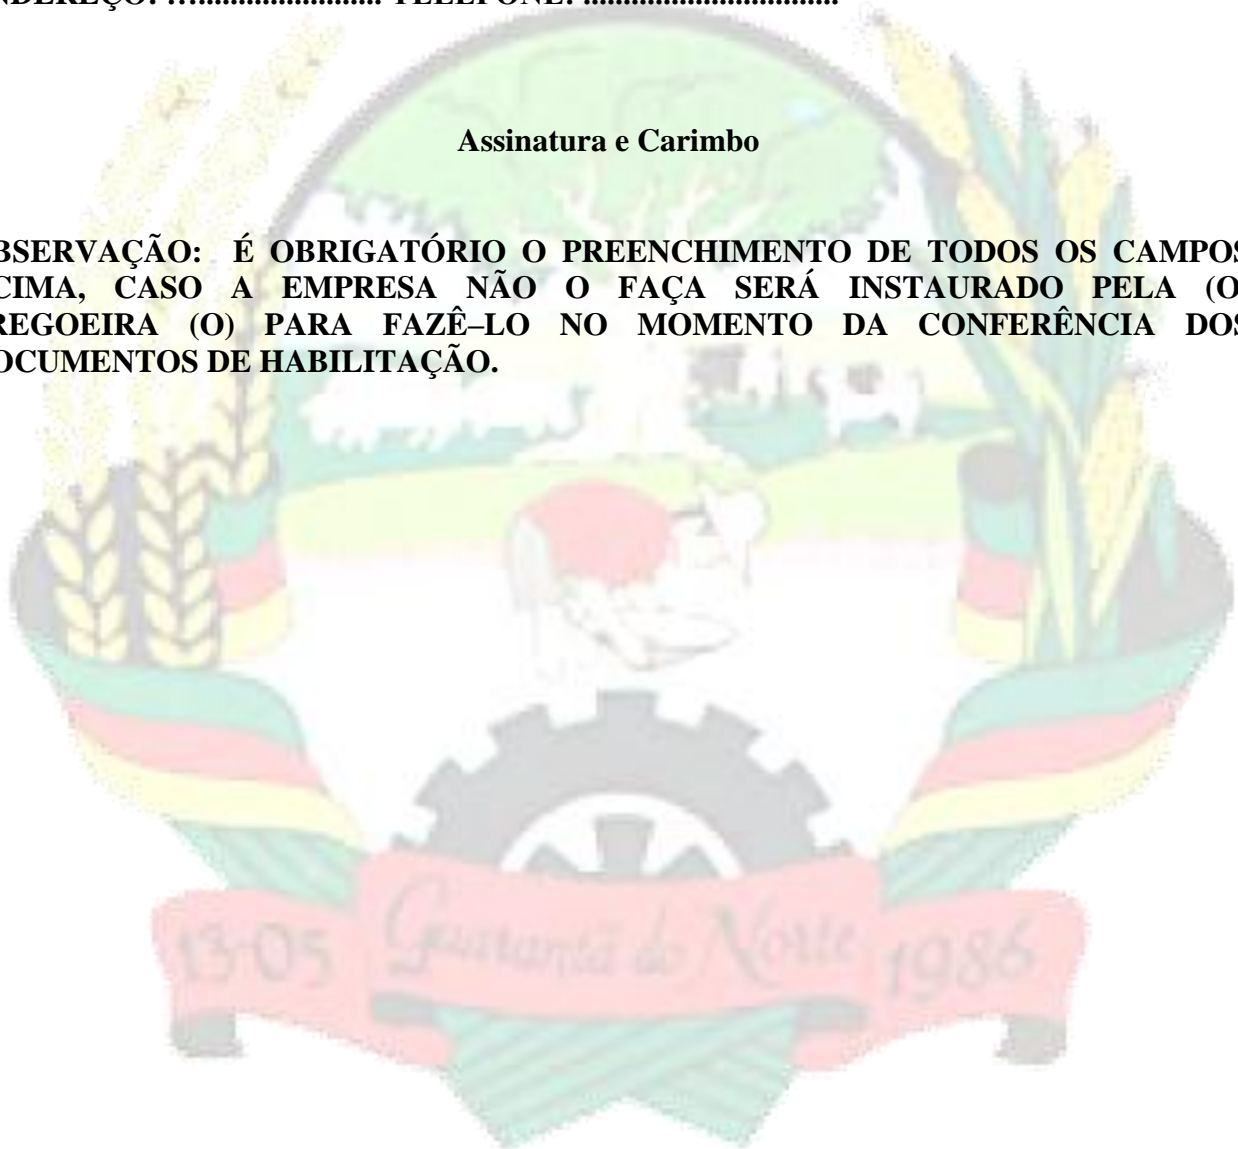 NDEREÇO: .......................... TELEFONE: ................................
Assinatura e Carimbo
BSERVAÇÃO: É OBRIGATÓRIO O PREENCHIMENTO DE TODOS OS CAMPOS
CIMA, CASO A EMPRESA NÃO O FAÇA SERÁ INSTAURADO PELA (O
REGOEIRA (O) PARA FAZÊ–LO NO MOMENTO DA CONFERÊNCIA DOS
OCUMENTOS DE HABILITAÇÃO.
13-05 Guarantã do Norte 1986